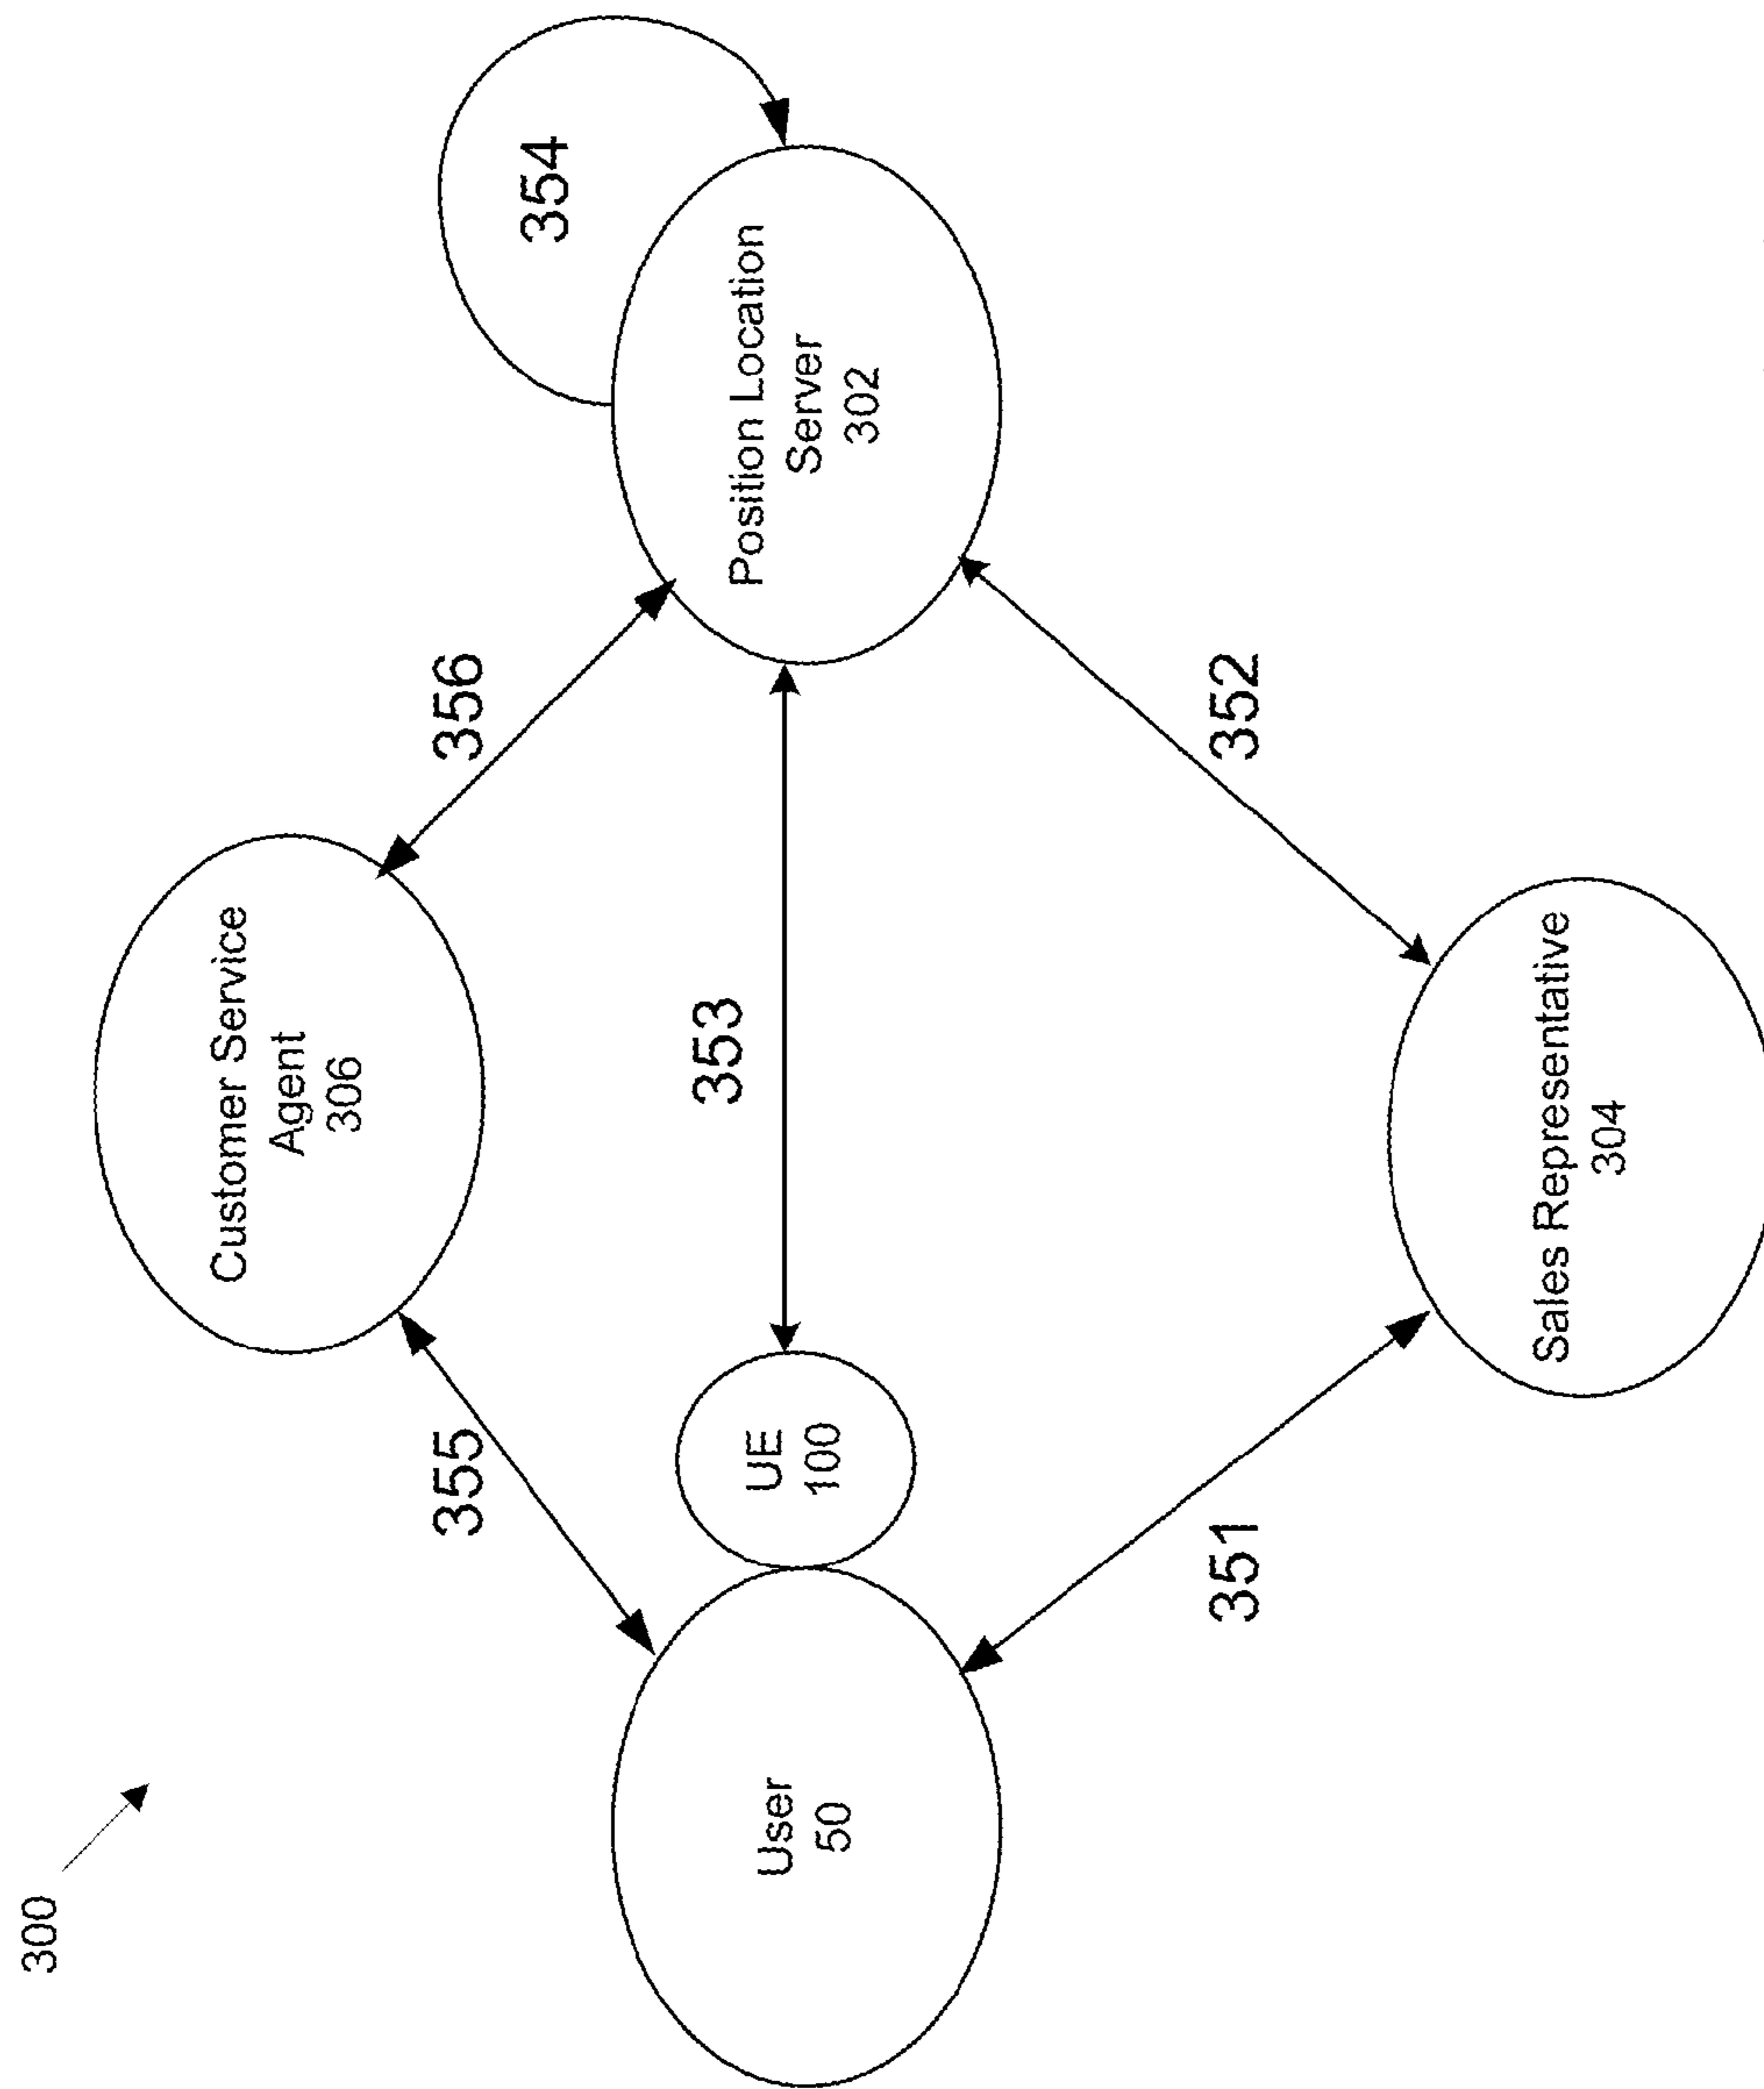 300
Customer Service
Agent
306
355
356
354
User
50
UE
100
353
Position Location
Server
302
351
352
Sales Representative
304